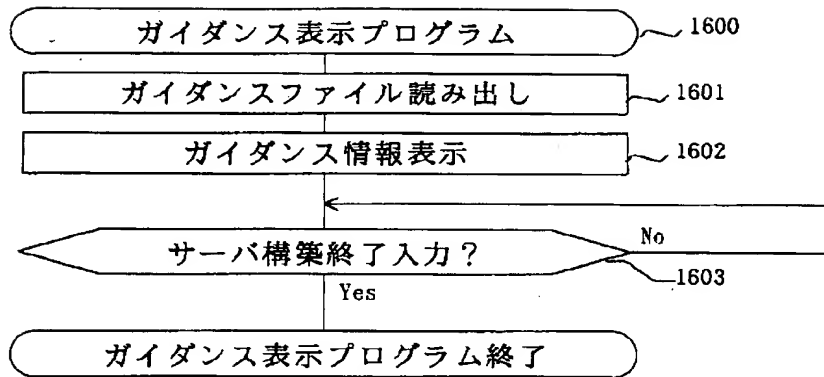 ガイダンス表示プログラム 1600
ガイダンスファイル読み出し 1601
ガイダンス情報表示 1602
サーバ構築終了入力? No
1603
Yes
ガイダンス表示プログラム終了